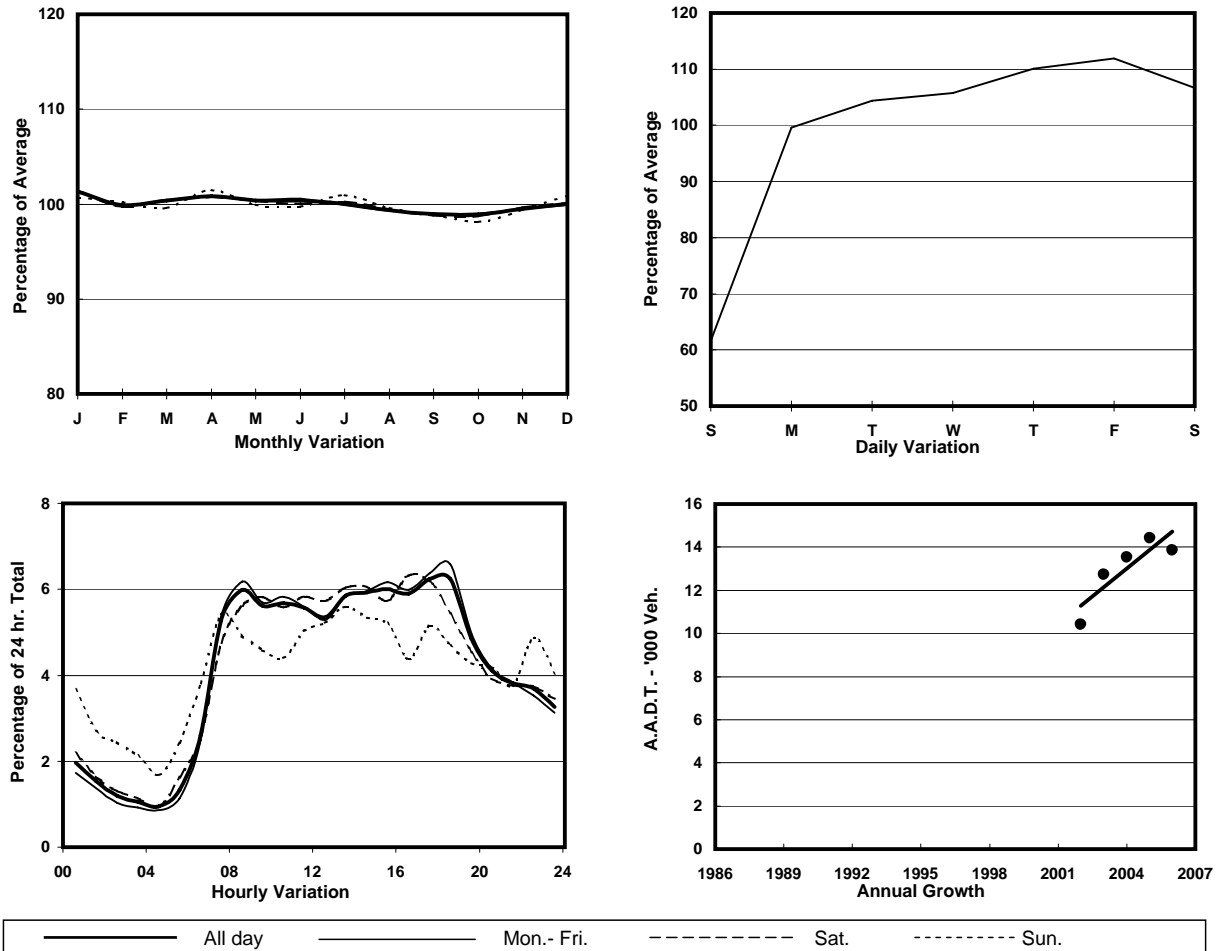 120
110
100
90
80
Percentage of Average
J F M A M J J A S O N D
Monthly Variation
120
110
100
90
80
70
60
50
Percentage of Average
S M T W T F S
Daily Variation
8
6
4
2
0
Percentage of 24 hr. Total
00 04 08 12 16 20 24
Hourly Variation
16
14
12
10
8
6
4
2
0
A.A.D.T. - '000 Veh.
1986 1989 1992 1995 1998 2001 2004 2007
Annual Growth
All day Mon.- Fri. Sat. Sun.